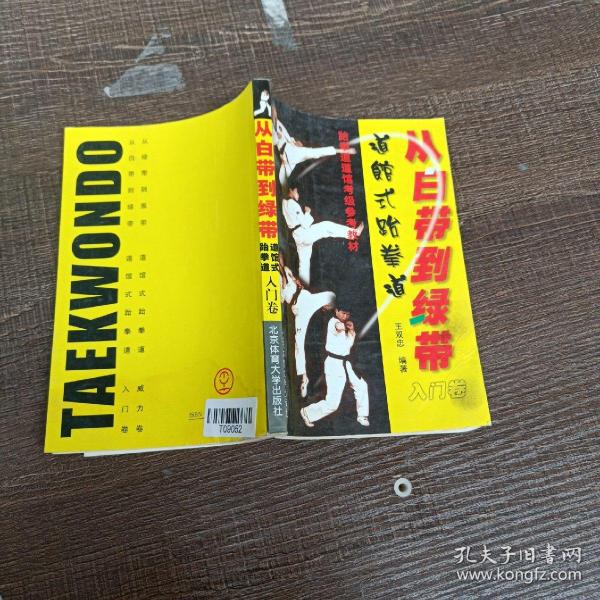 从白带到绿带
道館式跆拳道
跆拳道道馆考级参考教材
王双忠 编著
入门卷
从白带到绿带
道馆式
跆拳道
入门卷
北京体育大学出版社
TAEKWONDO
从绿带到黑带 道馆式跆拳道 威力卷
从白带到绿带 道馆式跆拳道 入门卷
ISBN
T09052
孔夫子旧书网
www.kongfz.com